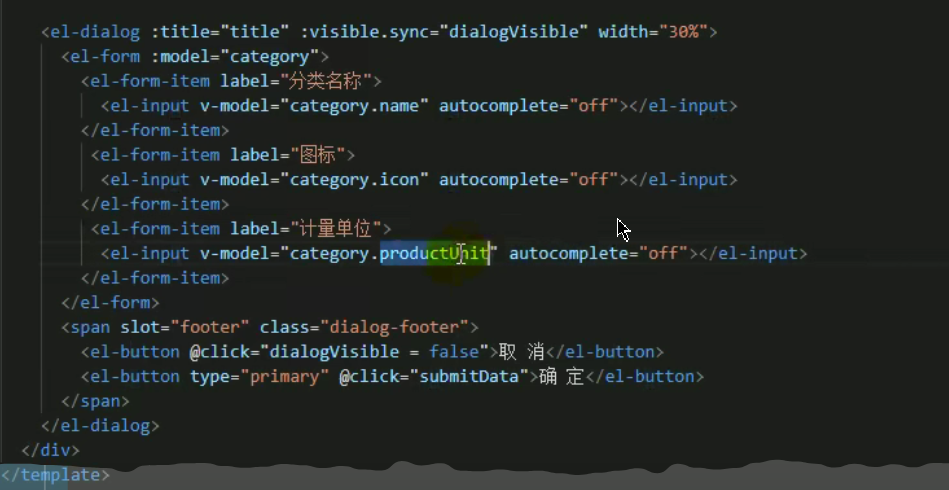 <el-dialog :title="title" :visible.sync="dialogVisible" width="30%">
<el-form :model="category">
<el-form-item label="分类名称">
<el-input v-model="category.name" autocomplete="off"></el-input>
</el-form-item>
<el-form-item label="图标">
<el-input v-model="category.icon" autocomplete="off"></el-input>
</el-form-item>
<el-form-item label="计量单位">
<el-input v-model="category.productUnit" autocomplete="off"></el-input>
</el-form-item>
</el-form>
<span slot="footer" class="dialog-footer">
<el-button @click="dialogVisible = false">取 消</el-button>
<el-button type="primary" @click="submitData">确 定</el-button>
</span>
</el-dialog>
</div>
</template>